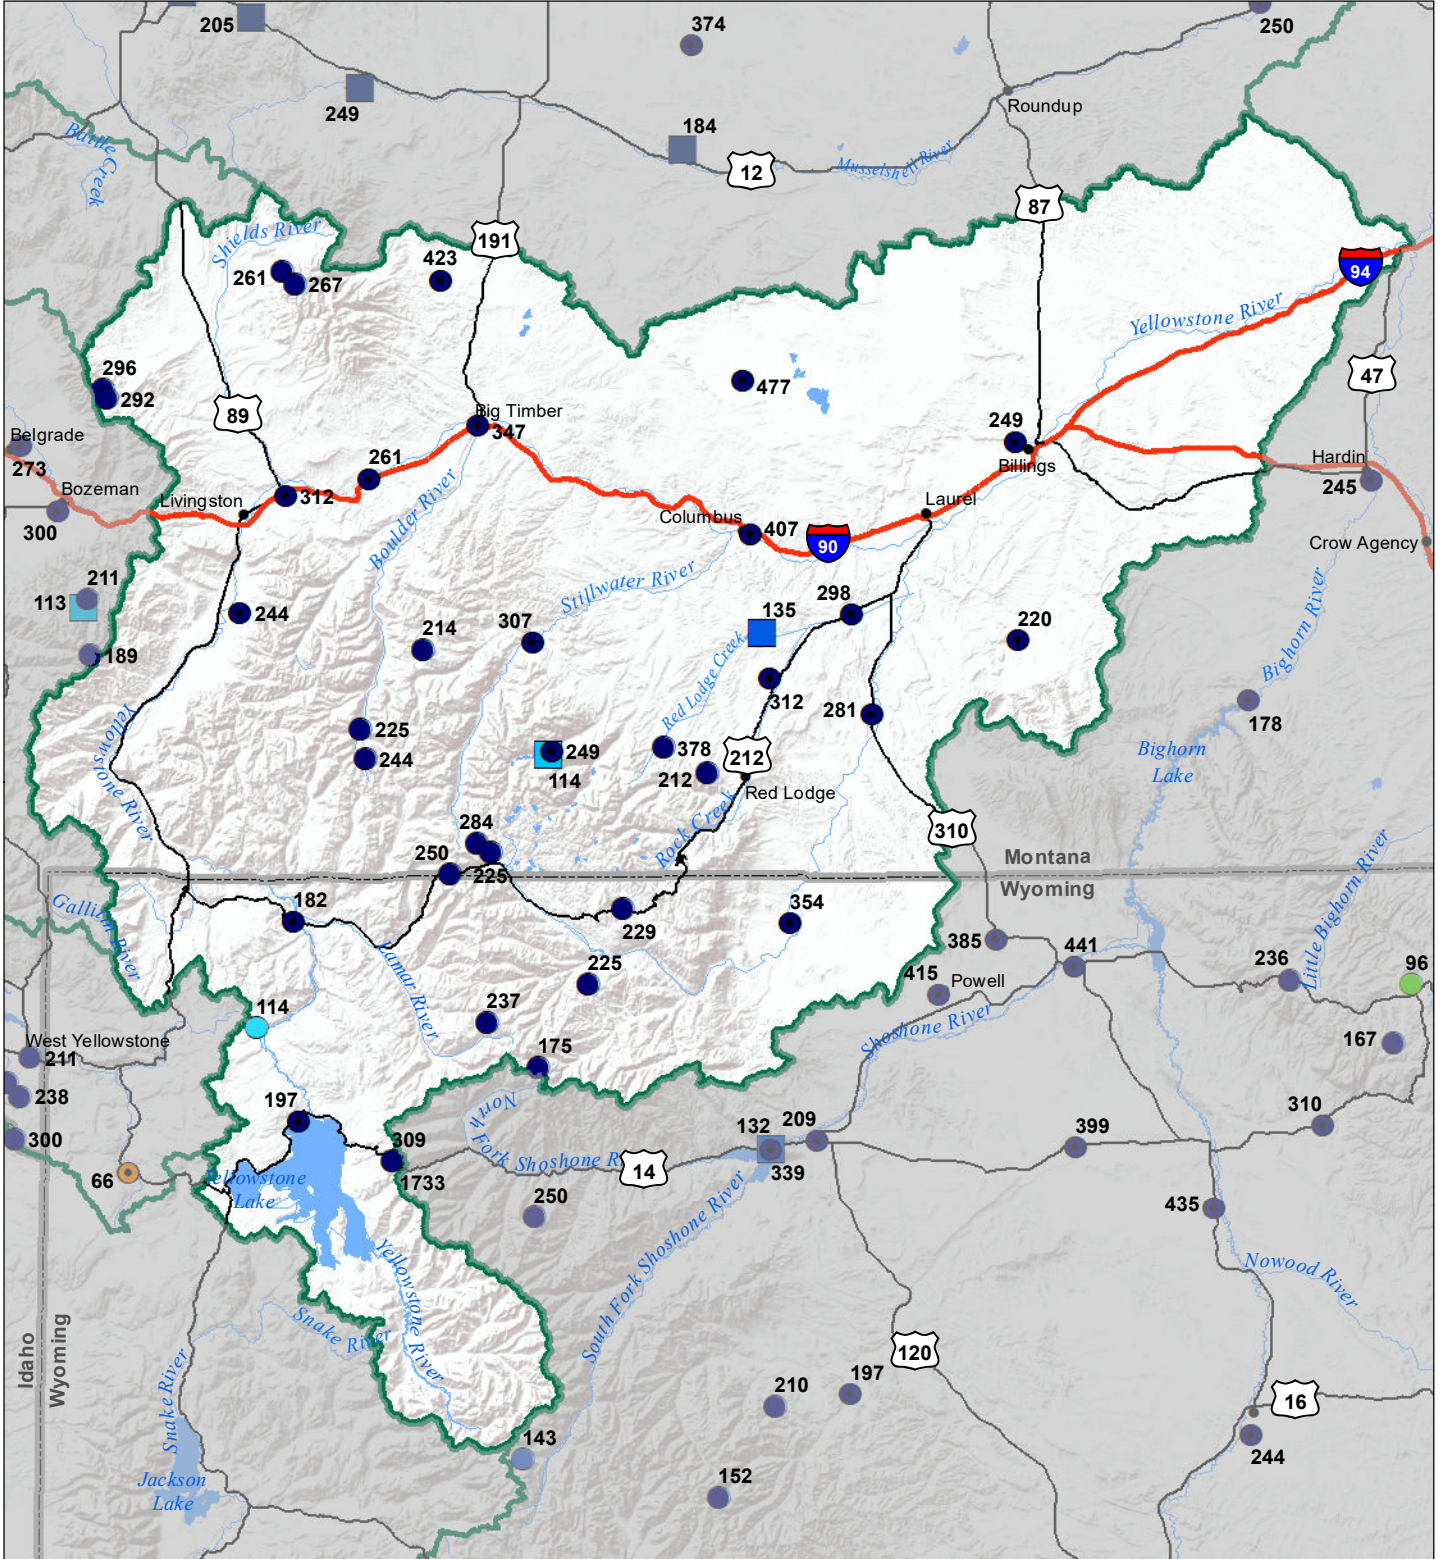 205
374
250
249
184
Roundup
12
Musselshell River
Battle Creek
87
191
Shields River
423
261
267
94
Yellowstone River
47
296
292
89
477
Big Timber
347
249
Billings
Belgrade
273
261
Hardin
245
Bozeman
300
Livingston
312
Boulder River
Laurel
Columbus
407
90
Crow Agency
211
113
189
244
214
307
Stillwater River
135
298
220
Bighorn River
Red Lodge Creek
312
281
178
225
244
249
114
378
212
212
Red Lodge
Bighorn
Lake
Yellowstone River
284
250
225
Rock Creek
310
Montana
Wyoming
Little Bighorn River
Gallitin River
182
229
354
385
441
415
Powell
236
96
Lamar River
225
237
114
175
Shoshone River
167
West Yellowstone
211
238
300
197
309
1733
North Fork Shoshone R
14
132
209
339
399
310
66
Yellowstone
Lake
250
435
South Fork Shoshone River
Yellowstone River
Nowood River
Snake River
Idaho
Wyoming
120
210
197
16
244
Snake River
143
152
Jackson
Lake